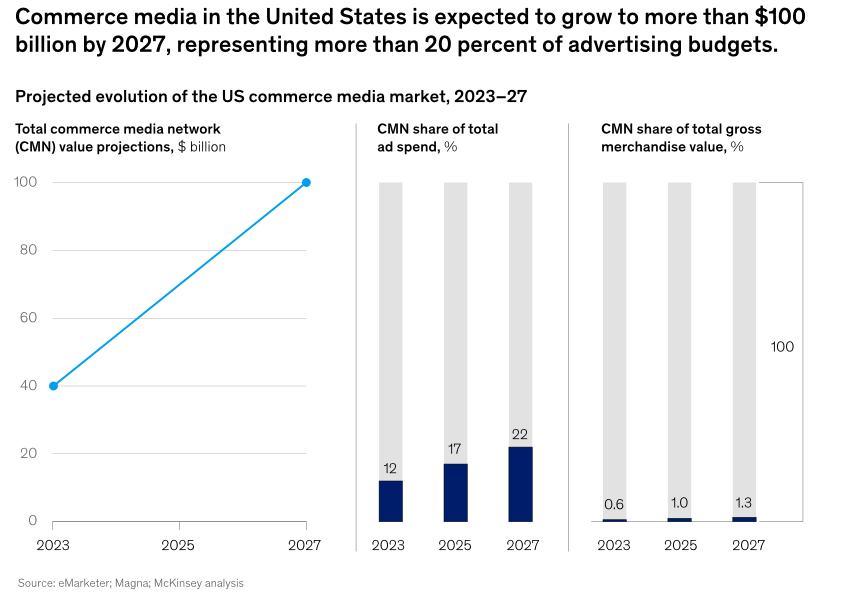 Commerce media in the United States is expected to grow to more than $100
billion by 2027, representing more than 20 percent of advertising budgets.
Projected evolution of the US commerce media market, 2023–27
Total commerce media network
(CMN) value projections, $ billion
100
80
60
40
20
0
2023 2025 2027
CMN share of total
ad spend, %
12 17 22
2023 2025 2027
CMN share of total gross
merchandise value, %
100
0.6 1.0 1.3
2023 2025 2027
Source: eMarketer; Magna; McKinsey analysis